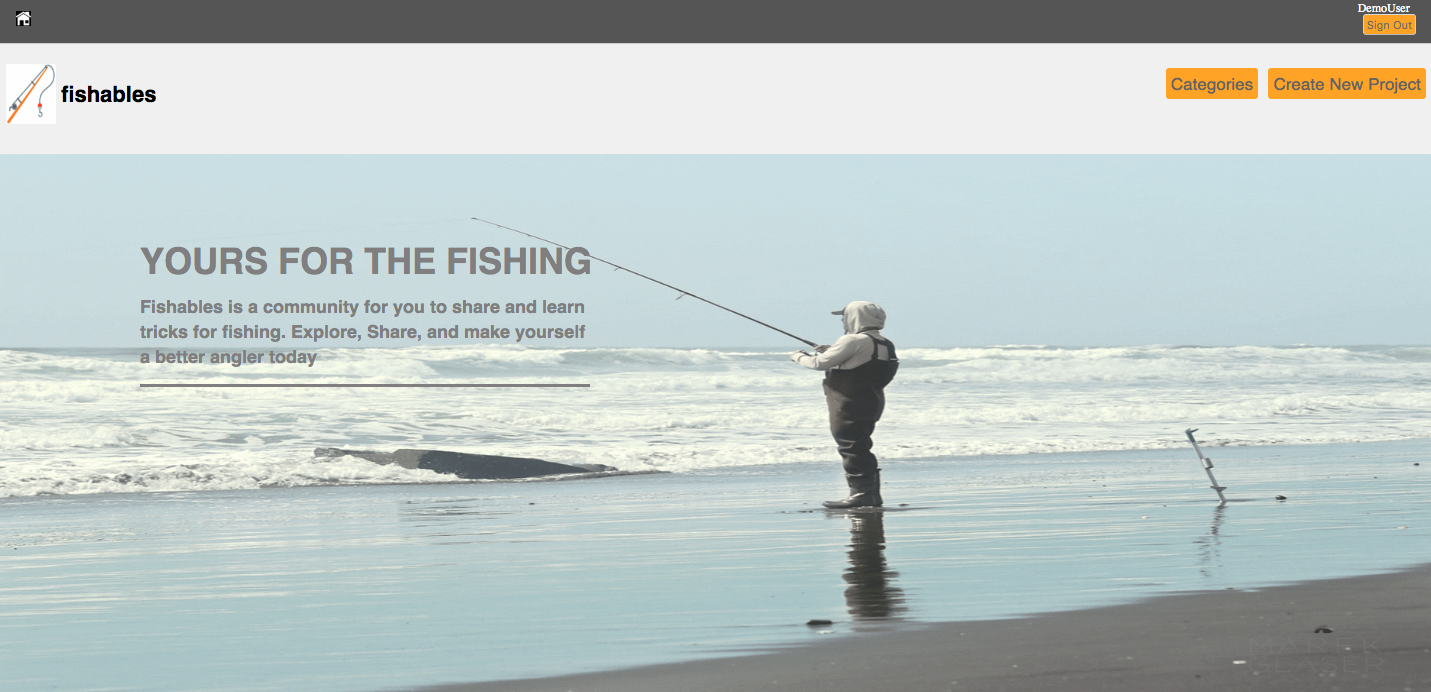 DemoUser
Sign Out
fishables
Categories
Create New Project
YOURS FOR THE FISHING
Fishables is a community for you to share and learn
tricks for fishing. Explore, Share, and make yourself
a better angler today
MAREK
GLASER